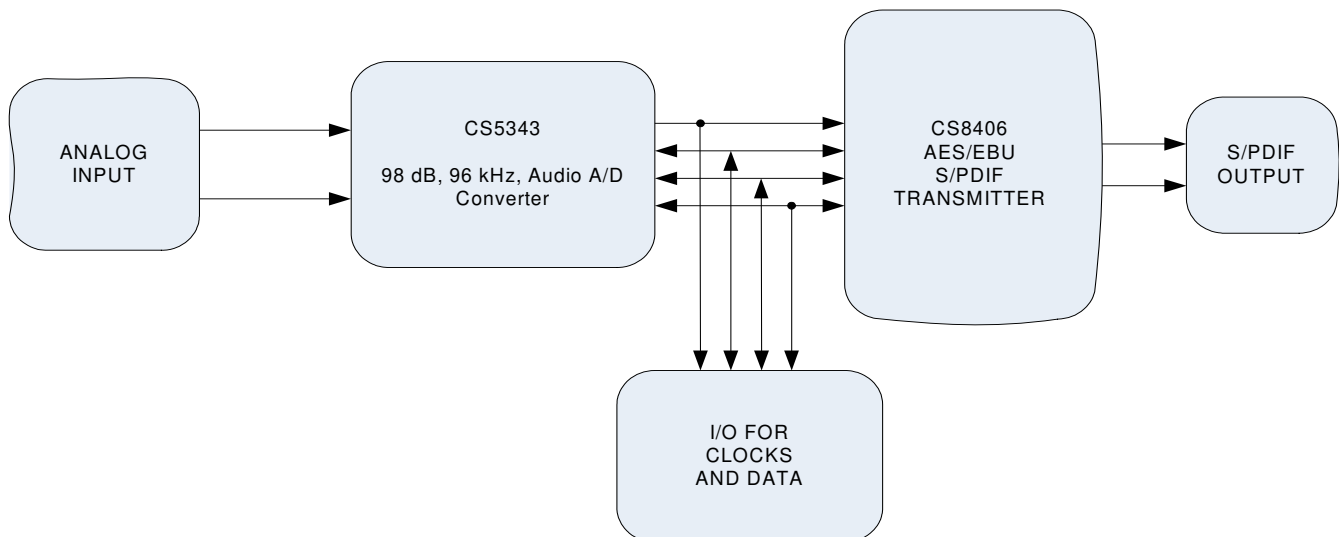 ANALOG
INPUT
CS5343
98 dB, 96 kHz, Audio A/D
Converter
CS8406
AES/EBU
S/PDIF
TRANSMITTER
S/PDIF
OUTPUT
I/O FOR
CLOCKS
AND DATA